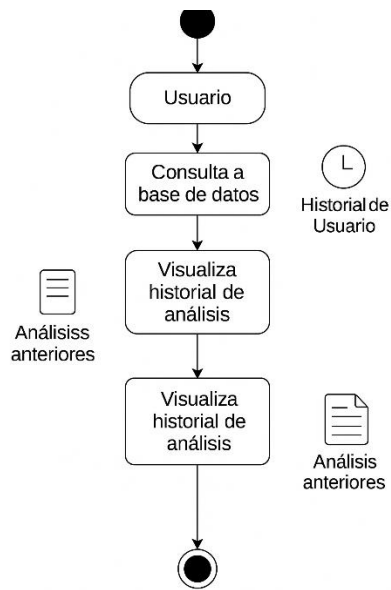 Usuario
Consulta a
base de datos
Historial de
Usuario
Visualiza
historial de
análisis
Análisiss
anteriores
Visualiza
historial de
análisis
Análisis
anteriores